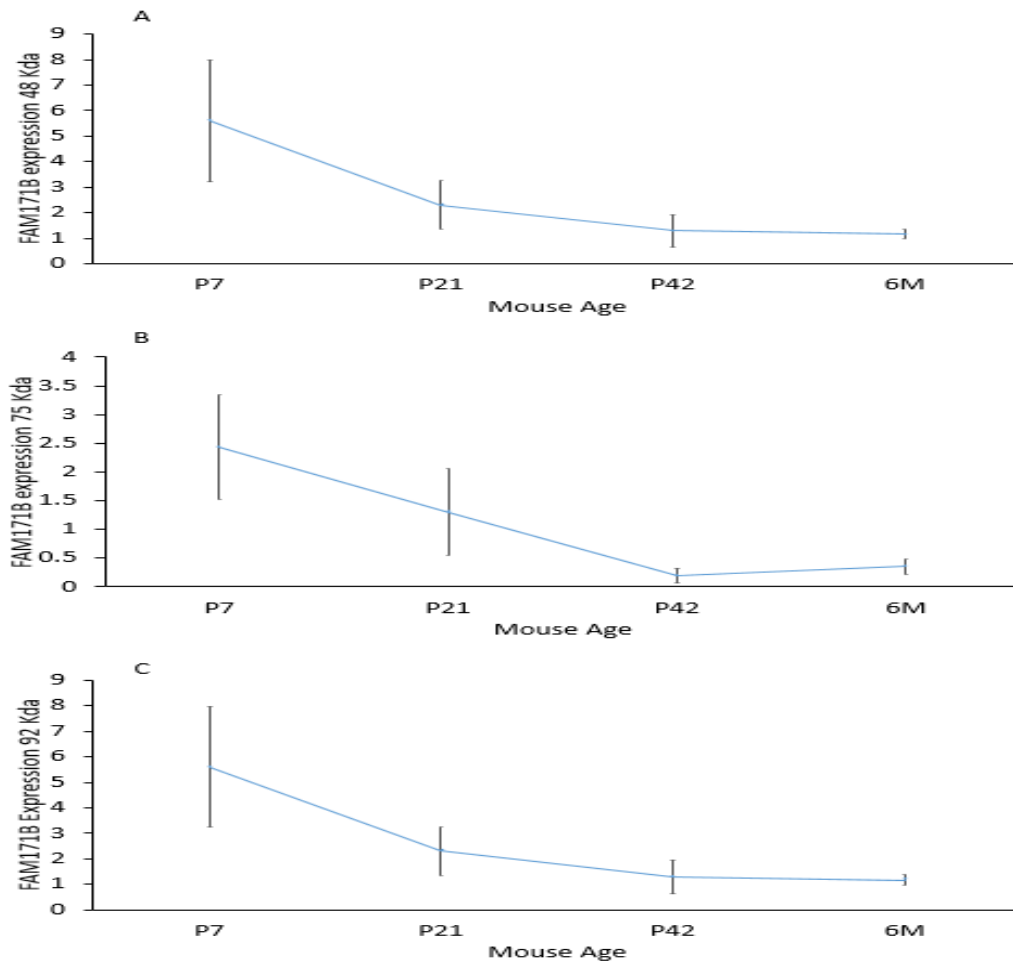 A
FAM171B expression 48 Kda
9
8
7
6
5
4
3
2
1
0
P7 P21 P42 6M
Mouse Age
B
FAM171B expression 75 Kda
4
3.5
3
2.5
2
1.5
1
0.5
0
P7 P21 P42 6M
Mouse Age
C
FAM171B Expression 92 Kda
9
8
7
6
5
4
3
2
1
0
P7 P21 P42 6M
Mouse Age